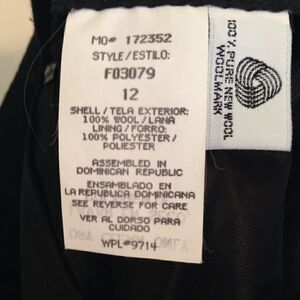 MO# 172352
STYLE/ESTILO:
F03079
12
SHELL/TELA EXTERIOR:
100% WOOL/LANA
LINING/FORRO:
100% POLYESTER/
POLIESTER
ASSEMBLED IN
DOMINICAN REPUBLIC
ENSAMBLADO EN
LA REPUBLICA DOMINICANA
SEE REVERSE FOR CARE
VER AL DORSO PARA
CUIDADO
WPL#9714
100% PURE NEW WOOL
WOOLMARK